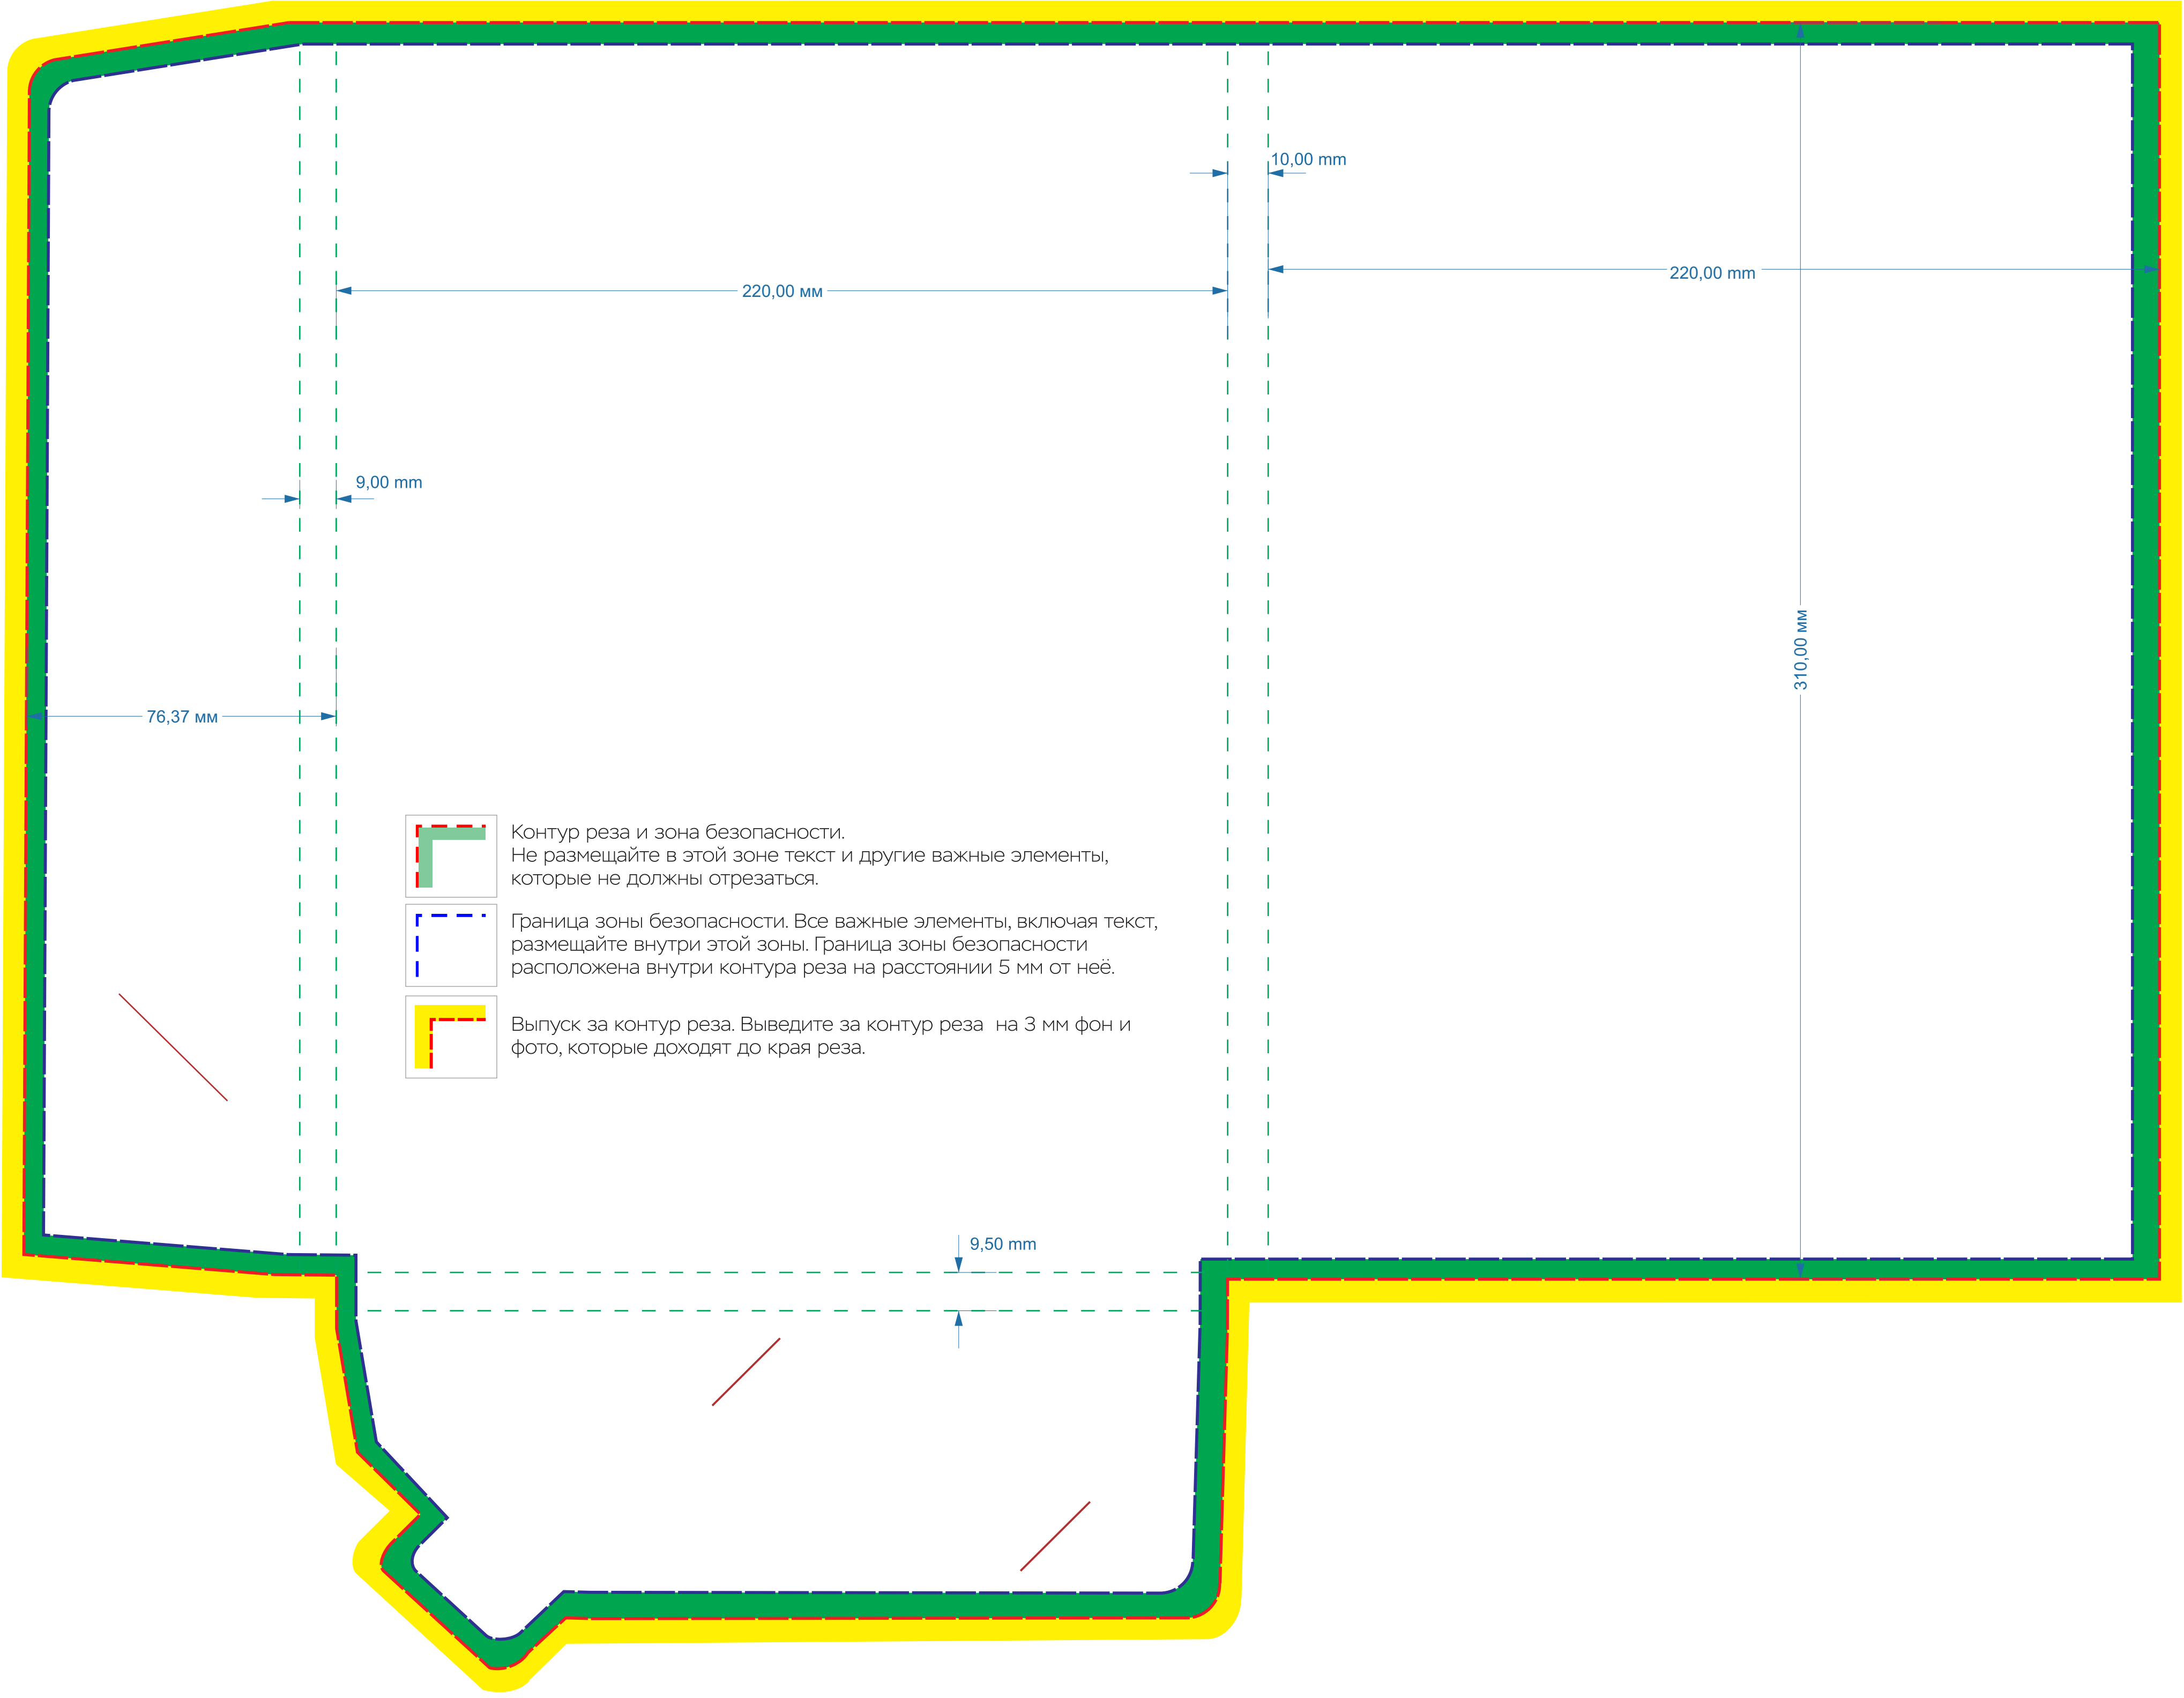 10,00 mm
220,00 mm
220,00 мм
9,00 mm
310,00 мм
76,37 мм
Контур реза и зона безопасности.
Не размещайте в этой зоне текст и другие важные элементы,
которые не должны отрезаться.
Граница зоны безопасности. Все важные элементы, включая текст,
размещайте внутри этой зоны. Граница зоны безопасности
расположена внутри контура реза на расстоянии 5 мм от неё.
Выпуск за контур реза. Выведите за контур реза на 3 мм фон и
фото, которые доходят до края реза.
9,50 mm